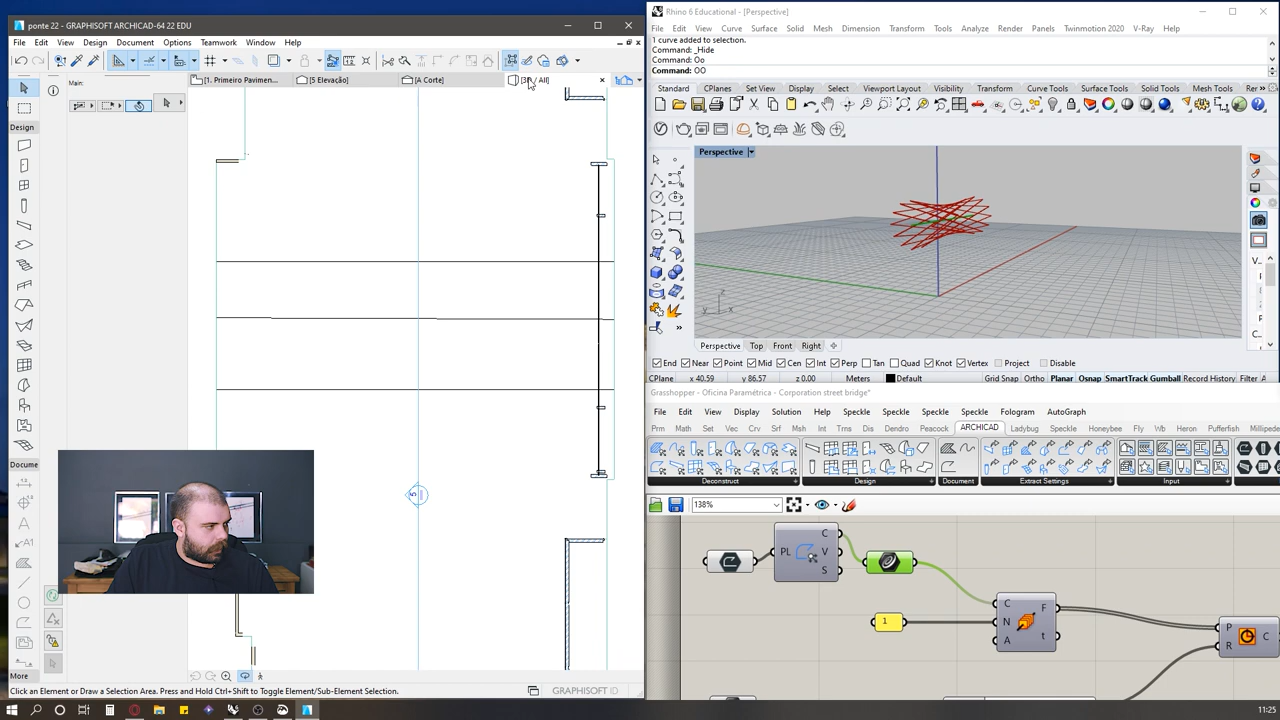 ponte 22 - GRAPHISOFT ARCHICAD-64 22 EDU
File Edit View Design Document Options Teamwork Window Help
Main:
[1. Primeiro Pavimen...
[5 Elevação]
[A Corte]
[3D / All]
Design
Docume
More
5
Click an Element or Draw a Selection Area. Press and Hold Ctrl+Shift to Toggle Element/Sub-Element Selection.
GRAPHISOFT ID
Rhino 6 Educational - [Perspective]
File Edit View Curve Surface Solid Mesh Dimension Transform Tools Analyze Render Panels Twinmotion 2020 V-Ray Help
1 curve added to selection.
Command: _Hide
Command: Oo
Command: OO
Standard CPlanes Set View Display Select Viewport Layout Visibility Transform Curve Tools Surface Tools Solid Tools Mesh Tools Re
Perspective
z
y
x
V...
Perspective Top Front Right
End Near Point Mid Cen Int Perp Tan Quad Knot Vertex Project Disable
CPlane x 40.59 y 86.57 z 0.00 Meters Default Grid Snap Ortho Planar Osnap SmartTrack Gumball Record History Filter
Grasshopper - Oficina Paramétrica - Corporation street bridge*
File Edit View Display Solution Help Speckle Speckle Speckle Fologram AutoGraph
Prm Math Set Vec Crv Srf Msh Int Trns Dis Dendro Peacock ARCHICAD Ladybug Speckle Honeybee Fly Wb Heron Pufferfish Millipede
Deconstruct Design Document Extract Settings Input
138%
PL C V S
1
C N A F t
P R C
11:25